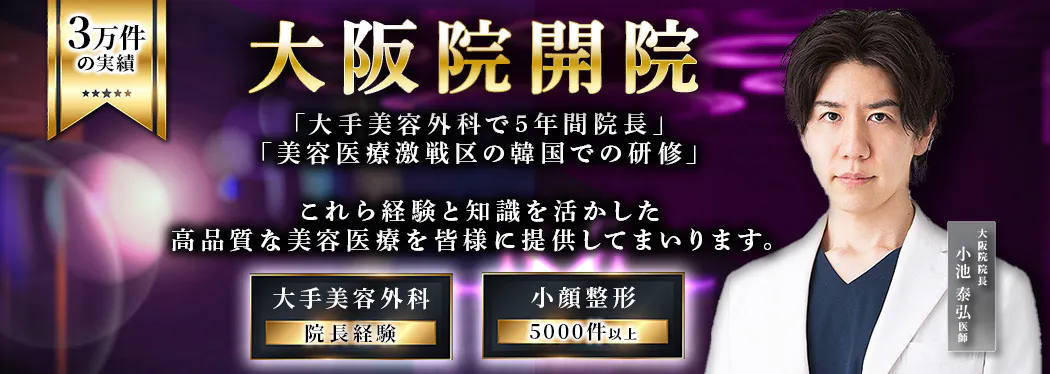 3万件
の実績
大阪院開院
「大手美容外科で5年間院長」
「美容医療激戦区の韓国での研修」
これら経験と知識を活かした
高品質な美容医療を皆様に提供してまいります。
大手美容外科
院長経験
小顔整形
5000件以上
大阪院院長
小池 泰弘医師